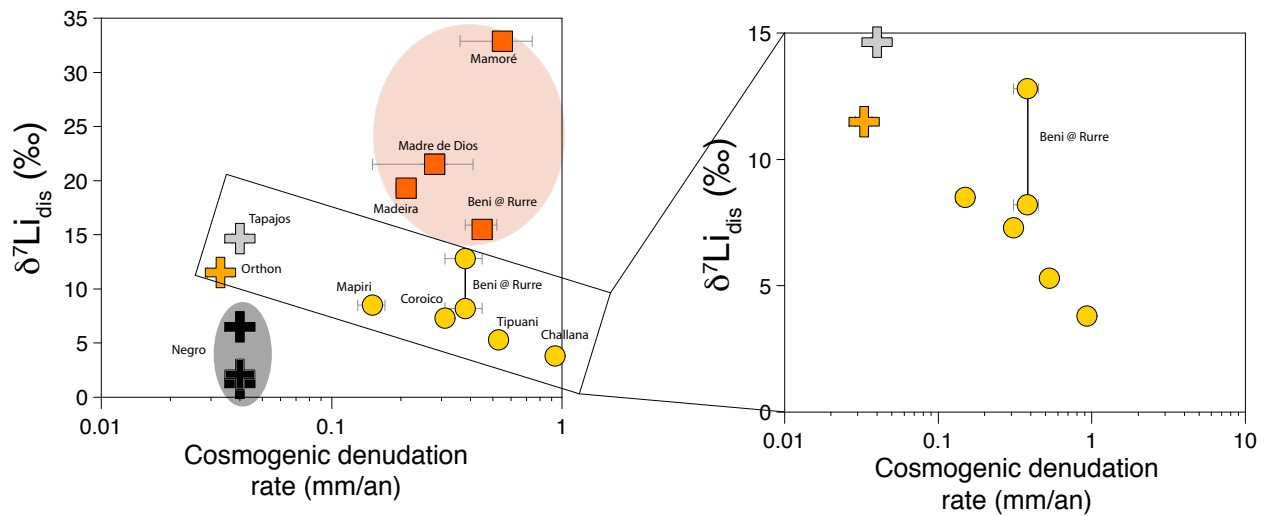 35
30
25
20
15
10
5
0
δ⁷Li_dis (‰)
Mamoré
Madre de Dios
Madeira
Beni @ Rurre
Tapajos
Orthon
Mapiri
Coroico
Beni @ Rurre
Tipuani
Challana
Negro
0.01
0.1
1
Cosmogenic denudation
rate (mm/an)
15
10
5
0
δ⁷Li_dis (‰)
Beni @ Rurre
0.01
0.1
1
10
Cosmogenic denudation
rate (mm/an)